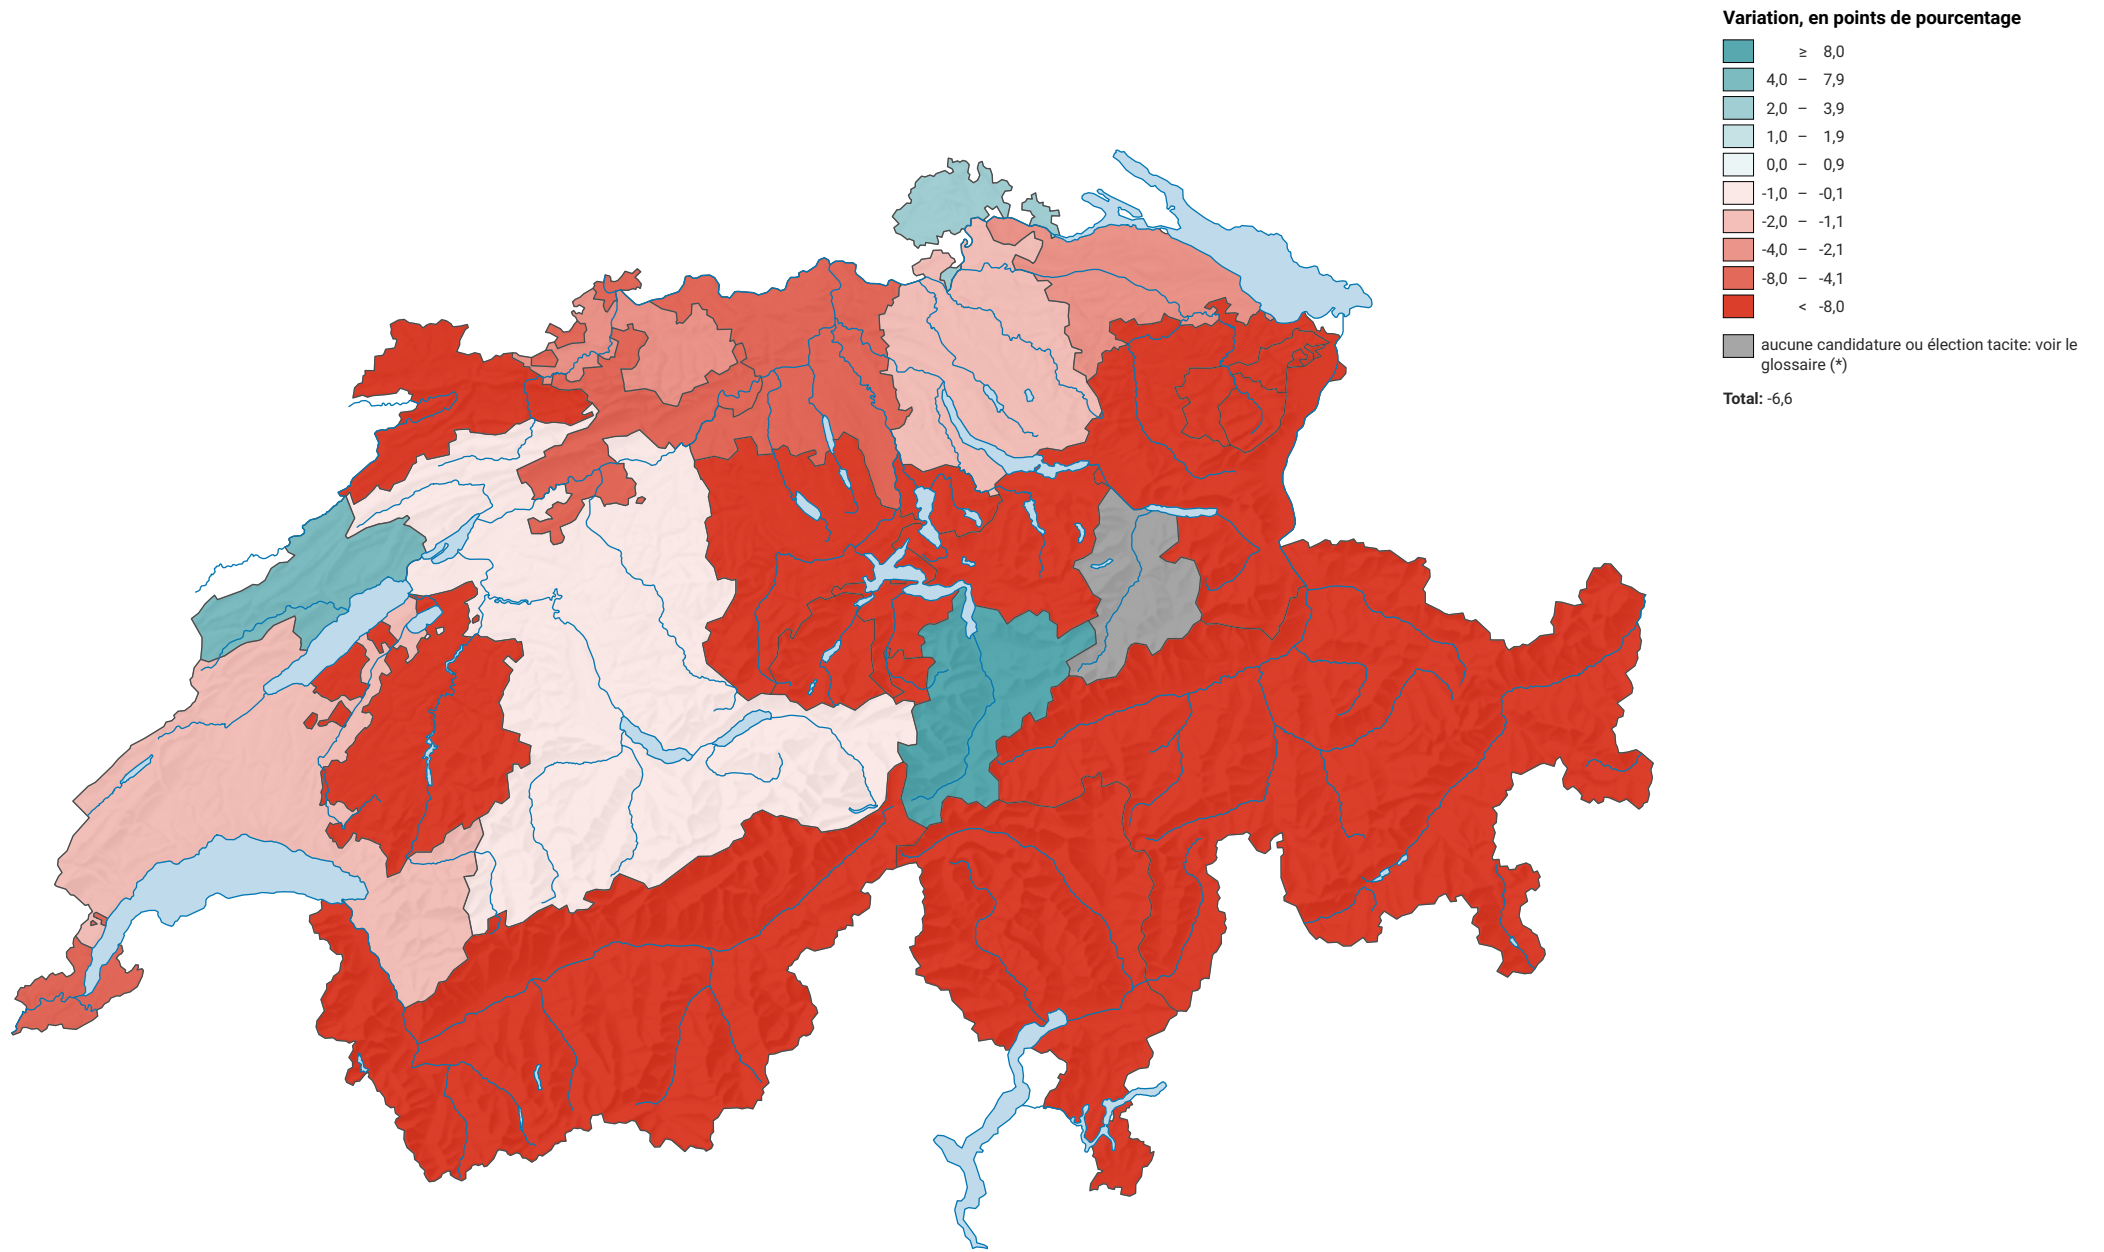 Variation, en points de pourcentage
≥ 8,0
4,0 – 7,9
2,0 – 3,9
1,0 – 1,9
0,0 – 0,9
-1,0 – -0,1
-2,0 – -1,1
-4,0 – -2,1
-8,0 – -4,1
< -8,0
aucune candidature ou élection tacite: voir le
glossaire (*)
Total: -6,6